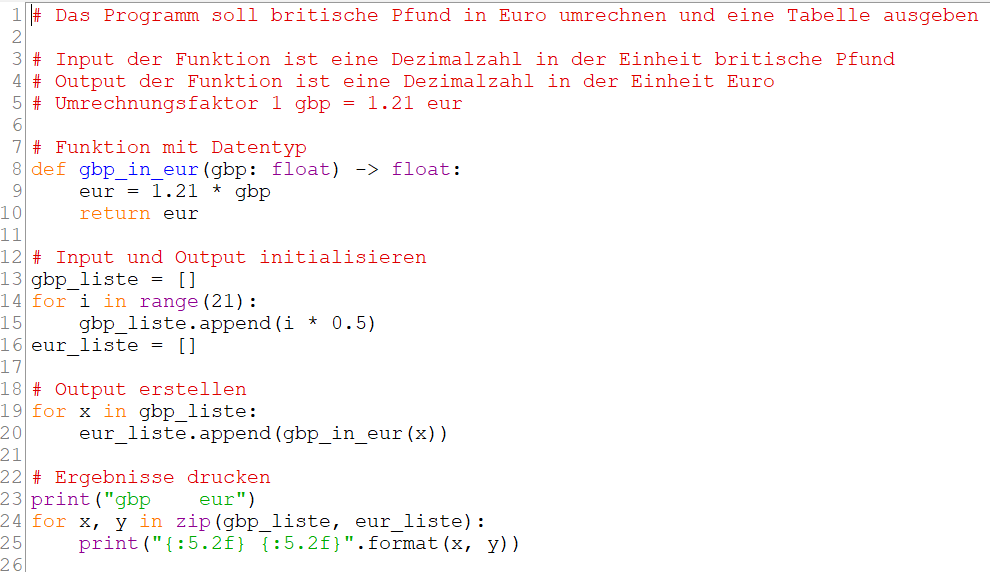 1 # Das Programm soll britische Pfund in Euro umrechnen und eine Tabelle ausgeben
2
3 # Input der Funktion ist eine Dezimalzahl in der Einheit britische Pfund
4 # Output der Funktion ist eine Dezimalzahl in der Einheit Euro
5 # Umrechnungsfaktor 1 gbp = 1.21 eur
6
7 # Funktion mit Datentyp
8 def gbp_in_eur(gbp: float) -> float:
9     eur = 1.21 * gbp
10     return eur
11
12 # Input und Output initialisieren
13 gbp_liste = []
14 for i in range(21):
15     gbp_liste.append(i * 0.5)
16 eur_liste = []
17
18 # Output erstellen
19 for x in gbp_liste:
20     eur_liste.append(gbp_in_eur(x))
21
22 # Ergebnisse drucken
23 print("gbp    eur")
24 for x, y in zip(gbp_liste, eur_liste):
25     print("{:5.2f} {:5.2f}".format(x, y))
26